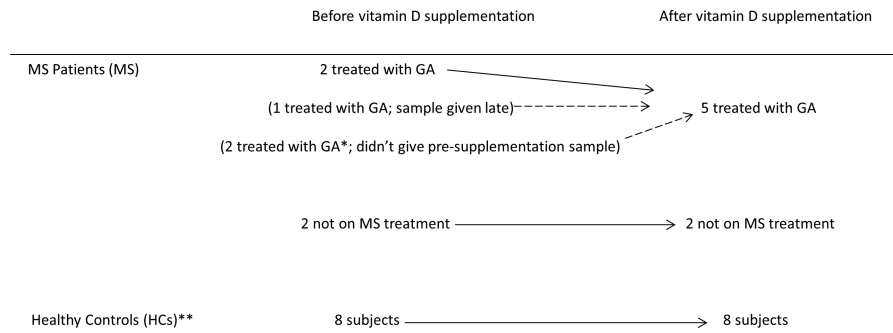 Before vitamin D supplementation After vitamin D supplementation
MS Patients (MS) 2 treated with GA
(1 treated with GA; sample given late) 5 treated with GA
(2 treated with GA*; didn’t give pre-supplementation sample)
2 not on MS treatment 2 not on MS treatment
Healthy Controls (HCs)** 8 subjects 8 subjects